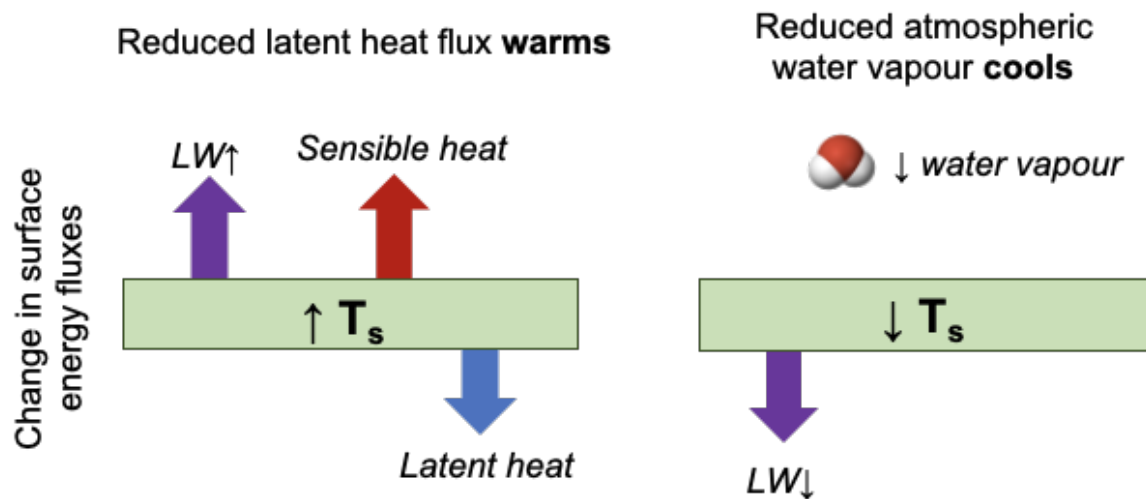 Reduced latent heat flux warms
Reduced atmospheric
water vapour cools
Change in surface
energy fluxes
LW↑
Sensible heat
↑ Ts
Latent heat
↓ water vapour
↓ Ts
LW↓